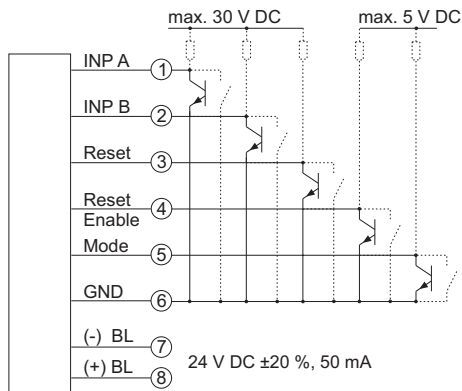 max. 30 V DC
max. 5 V DC
INP A 1
INP B 2
Reset 3
Reset
Enable 4
Mode 5
GND 6
(-) BL 7
(+) BL 8
24 V DC ±20 %, 50 mA